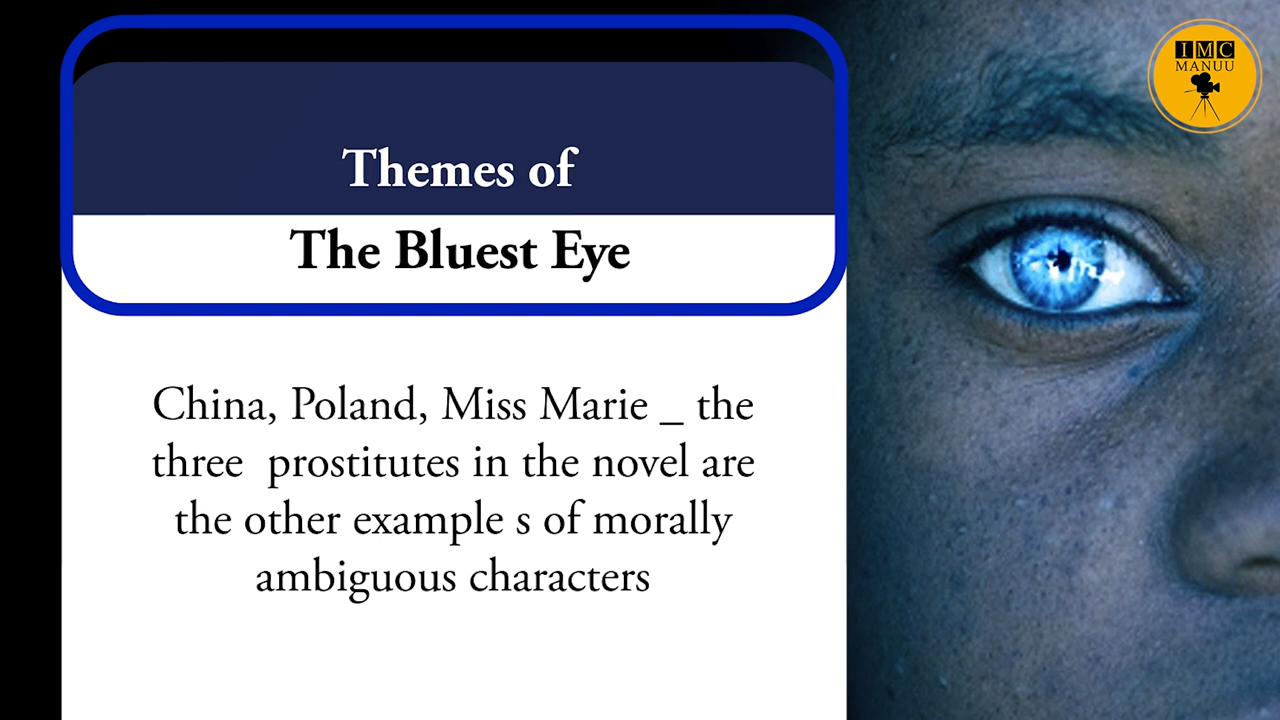 IMC
MANUU
Themes of
The Bluest Eye
China, Poland, Miss Marie _ the
three  prostitutes in the novel are
the other example s of morally
ambiguous characters